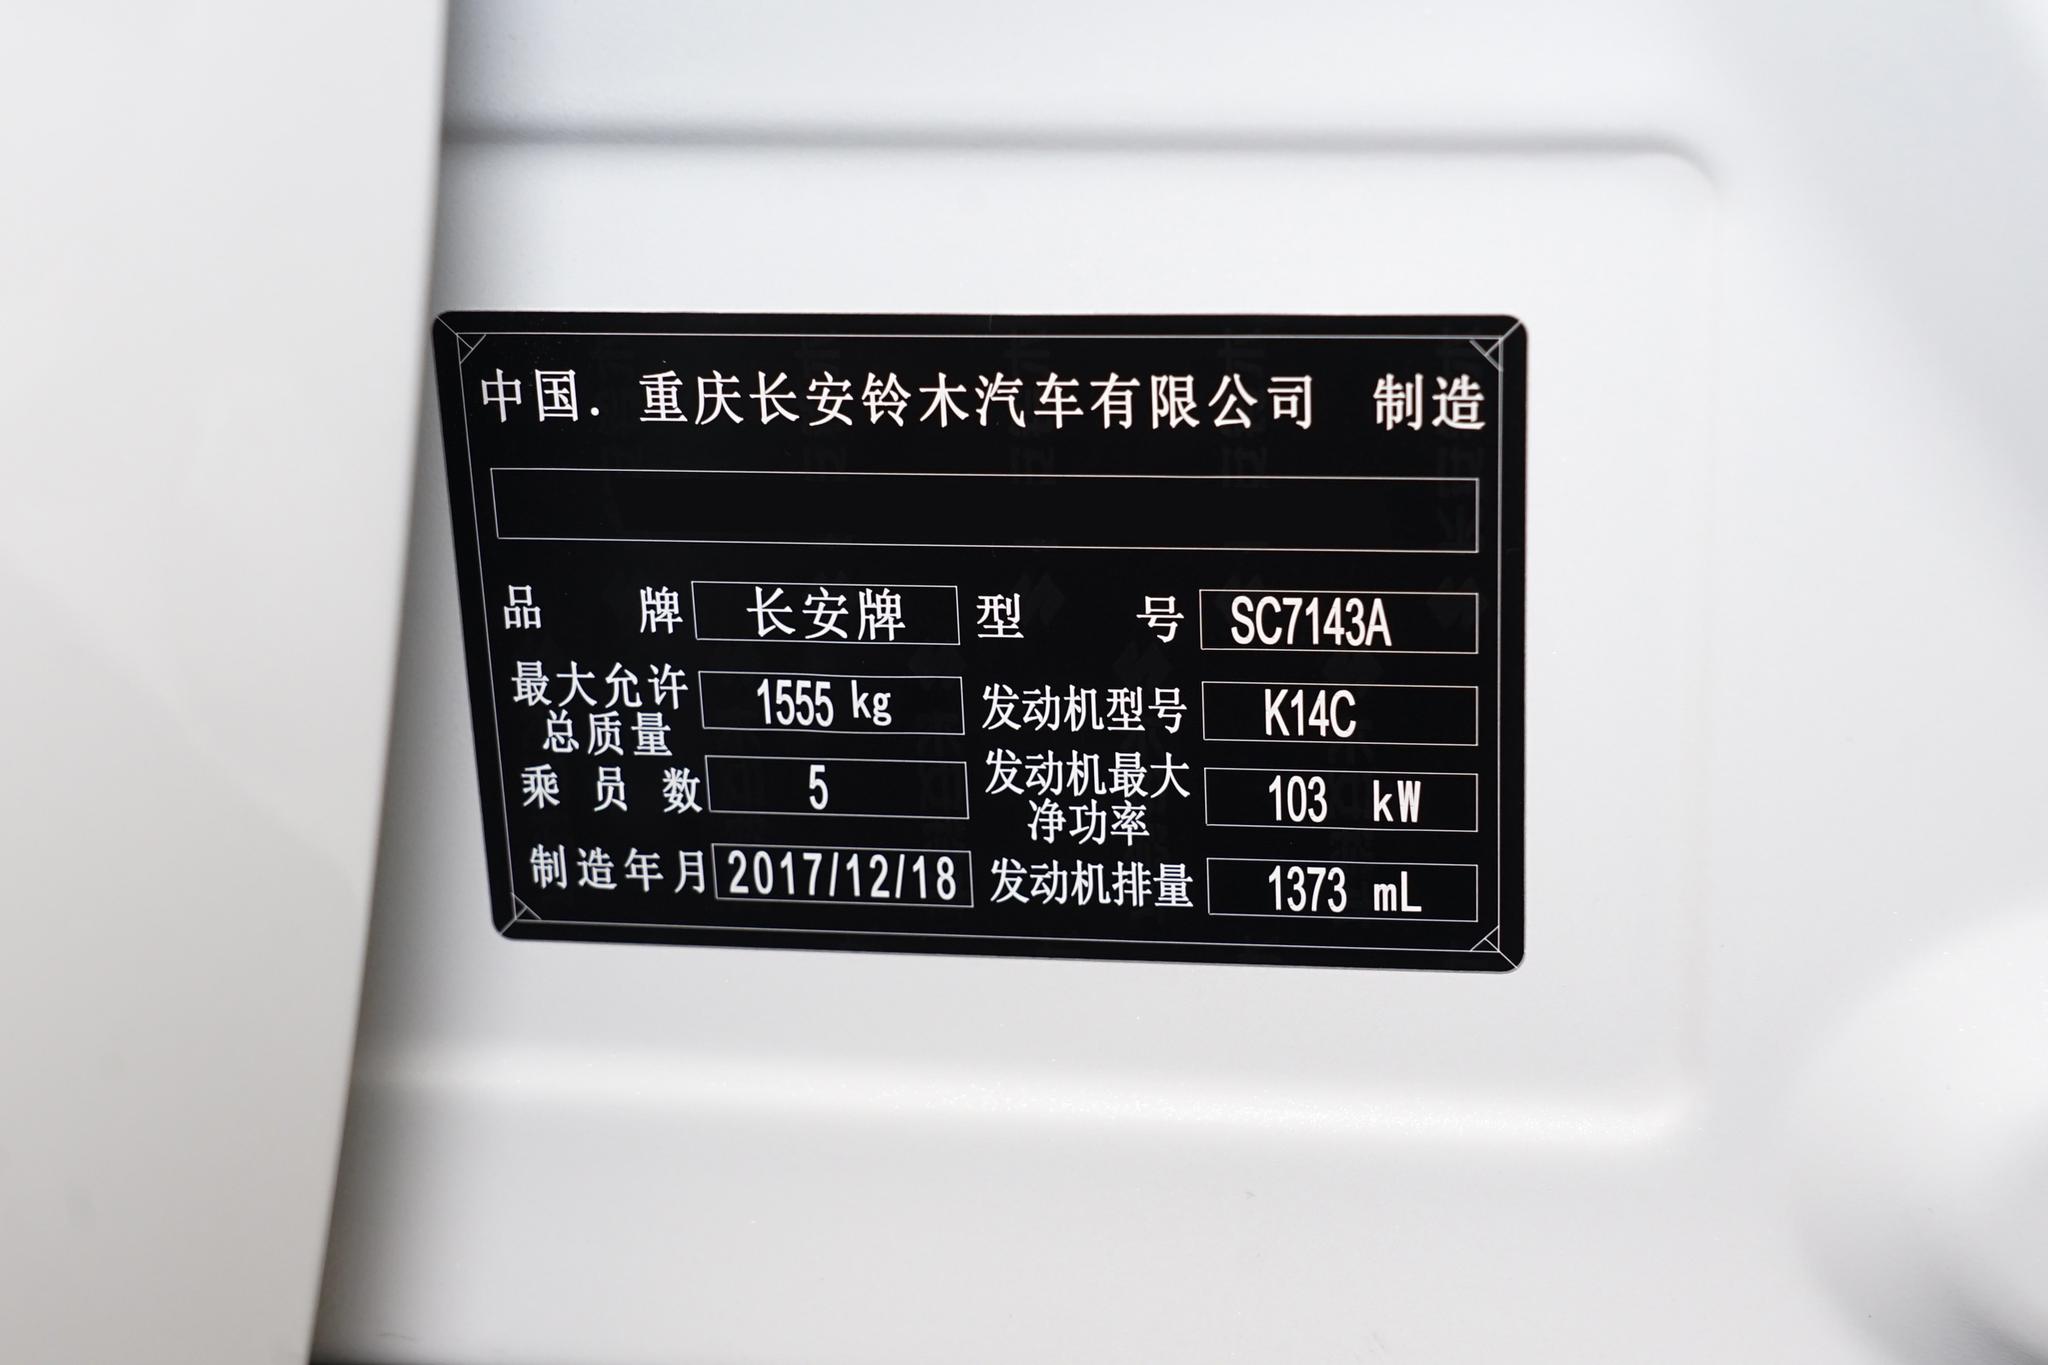 中国. 重庆长安铃木汽车有限公司 制造
品 牌 长安牌 型 号 SC7143A
最大允许总质量 1555 kg 发动机型号 K14C
乘 员 数 5 发动机最大净功率 103 kW
制造年月 2017/12/18 发动机排量 1373 mL